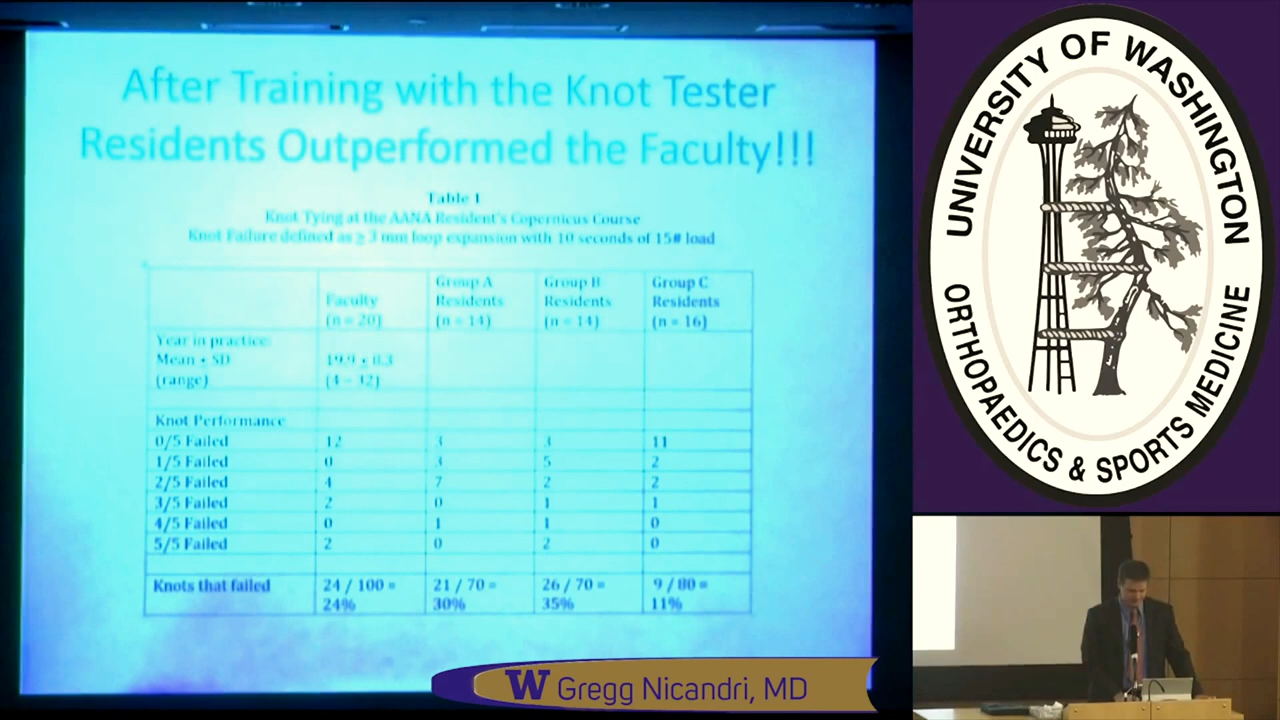 After Training with the Knot Tester
Residents Outperformed the Faculty!!!
Table 1
Knot Tying at the AANA Resident's Copernicus Course
Knot Failure defined as ≥ 3 mm loop expansion with 10 seconds of 15# load
Faculty (n = 20) Group A Residents (n = 14) Group B Residents (n = 14) Group C Residents (n = 16)
Year in practice:
Mean ± SD 19.9 ±
(range) (4 – 32)
Knot Performance
0/5 Failed 12 3 3 11
1/5 Failed 0 3 5 2
2/5 Failed 4 7 2 2
3/5 Failed 2 0 1 1
4/5 Failed 0 1 1 0
5/5 Failed 2 0 2 0
Knots that failed 24 / 100 = 24% 21 / 70 = 30% 26 / 70 = 35% 9 / 80 = 11%
W Gregg Nicandri, MD
UNIVERSITY OF WASHINGTON
ORTHOPAEDICS & SPORTS MEDICINE